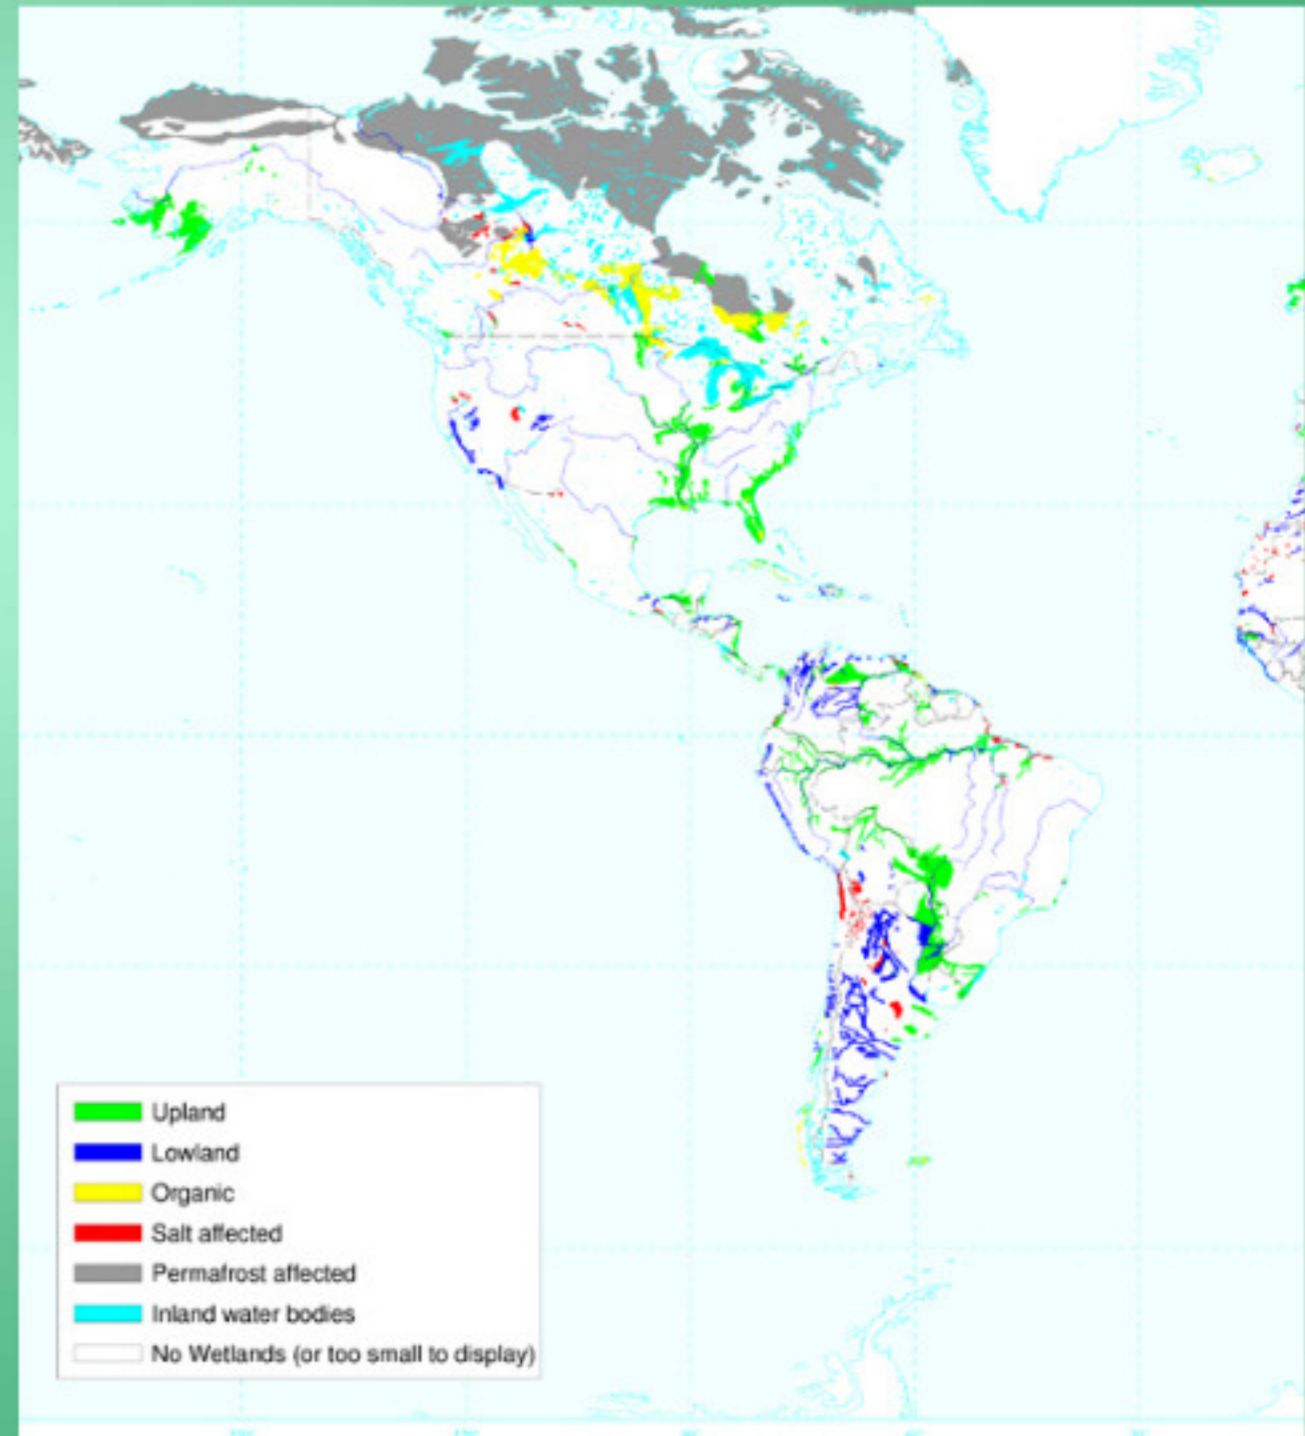 Upland
Lowland
Organic
Salt affected
Permafrost affected
Inland water bodies
No Wetlands (or too small to display)